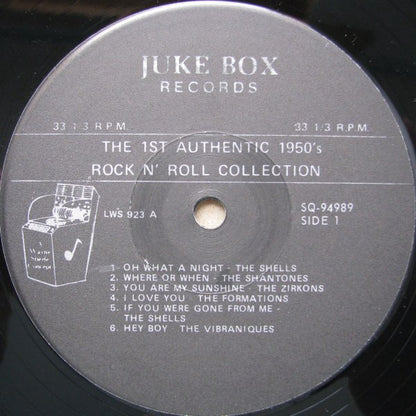 JUKE BOX
RECORDS
33 1/3 R.P.M. 33 1/3 R.P.M.
THE 1ST AUTHENTIC 1950's
ROCK N' ROLL COLLECTION
LWS 923 A SQ-94989
SIDE 1
1. OH WHAT A NIGHT - THE SHELLS
2. WHERE OR WHEN - THE SHANTONES
3. YOU ARE MY SUNSHINE - THE ZIRKONS
4. I LOVE YOU THE FORMATIONS
5. IF YOU WERE GONE FROM ME -
THE SHELLS
6. HEY BOY THE VIBRANIQUES